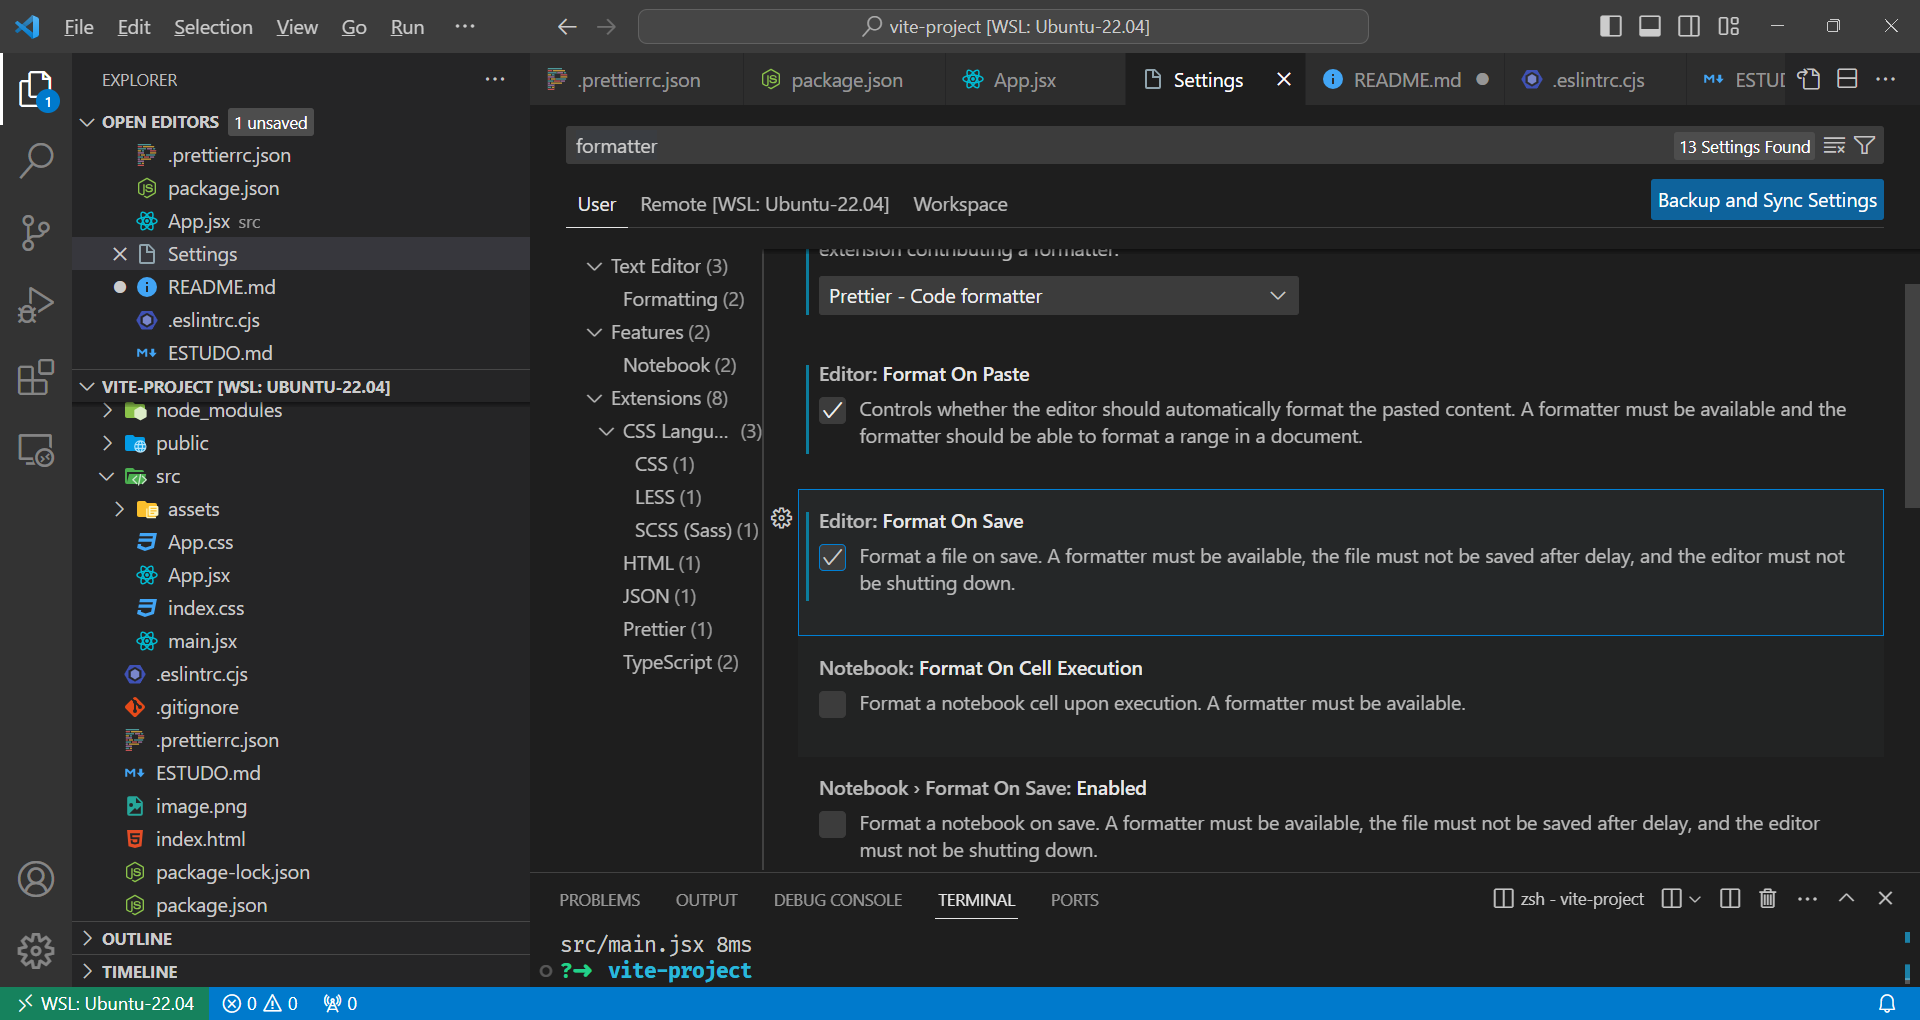 File Edit Selection View Go Run ···
vite-project [WSL: Ubuntu-22.04]
EXPLORER
OPEN EDITORS 1 unsaved
.prettierrc.json
package.json
App.jsx src
Settings
README.md
.eslintrc.cjs
ESTUDO.md
VITE-PROJECT [WSL: UBUNTU-22.04]
node_modules
public
src
assets
App.css
App.jsx
index.css
main.jsx
.eslintrc.cjs
.gitignore
.prettierrc.json
ESTUDO.md
image.png
index.html
package-lock.json
package.json
OUTLINE
TIMELINE
1
.prettierrc.json package.json App.jsx Settings README.md .eslintrc.cjs ESTUD
formatter 13 Settings Found
User Remote [WSL: Ubuntu-22.04] Workspace Backup and Sync Settings
Text Editor (3)
Formatting (2)
Features (2)
Notebook (2)
Extensions (8)
CSS Langu... (3)
CSS (1)
LESS (1)
SCSS (Sass) (1)
HTML (1)
JSON (1)
Prettier (1)
TypeScript (2)
extension contributing a formatter.
Prettier - Code formatter
Editor: Format On Paste
Controls whether the editor should automatically format the pasted content. A formatter must be available and the
formatter should be able to format a range in a document.
Editor: Format On Save
Format a file on save. A formatter must be available, the file must not be saved after delay, and the editor must not
be shutting down.
Notebook: Format On Cell Execution
Format a notebook cell upon execution. A formatter must be available.
Notebook › Format On Save: Enabled
Format a notebook on save. A formatter must be available, the file must not be saved after delay, and the editor
must not be shutting down.
PROBLEMS OUTPUT DEBUG CONSOLE TERMINAL PORTS zsh - vite-project
src/main.jsx 8ms
?➜ vite-project
WSL: Ubuntu-22.04 0 0 0